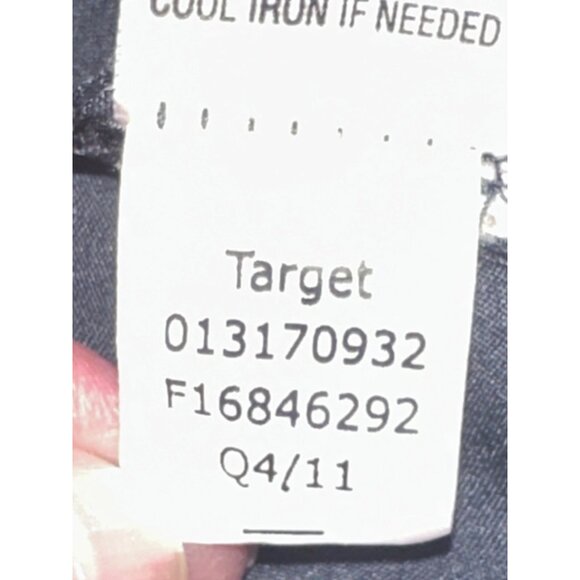 COOL IRON IF NEEDED
Target
013170932
F16846292
Q4/11